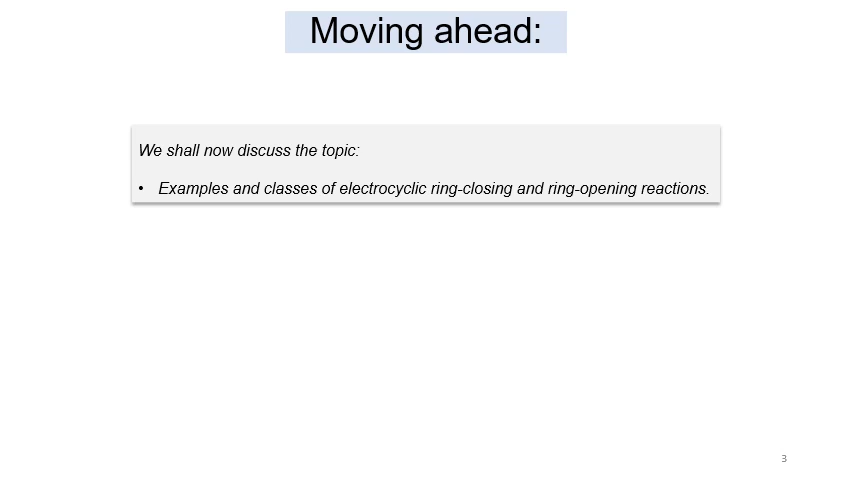 Moving ahead:
We shall now discuss the topic:
• Examples and classes of electrocyclic ring-closing and ring-opening reactions.
3